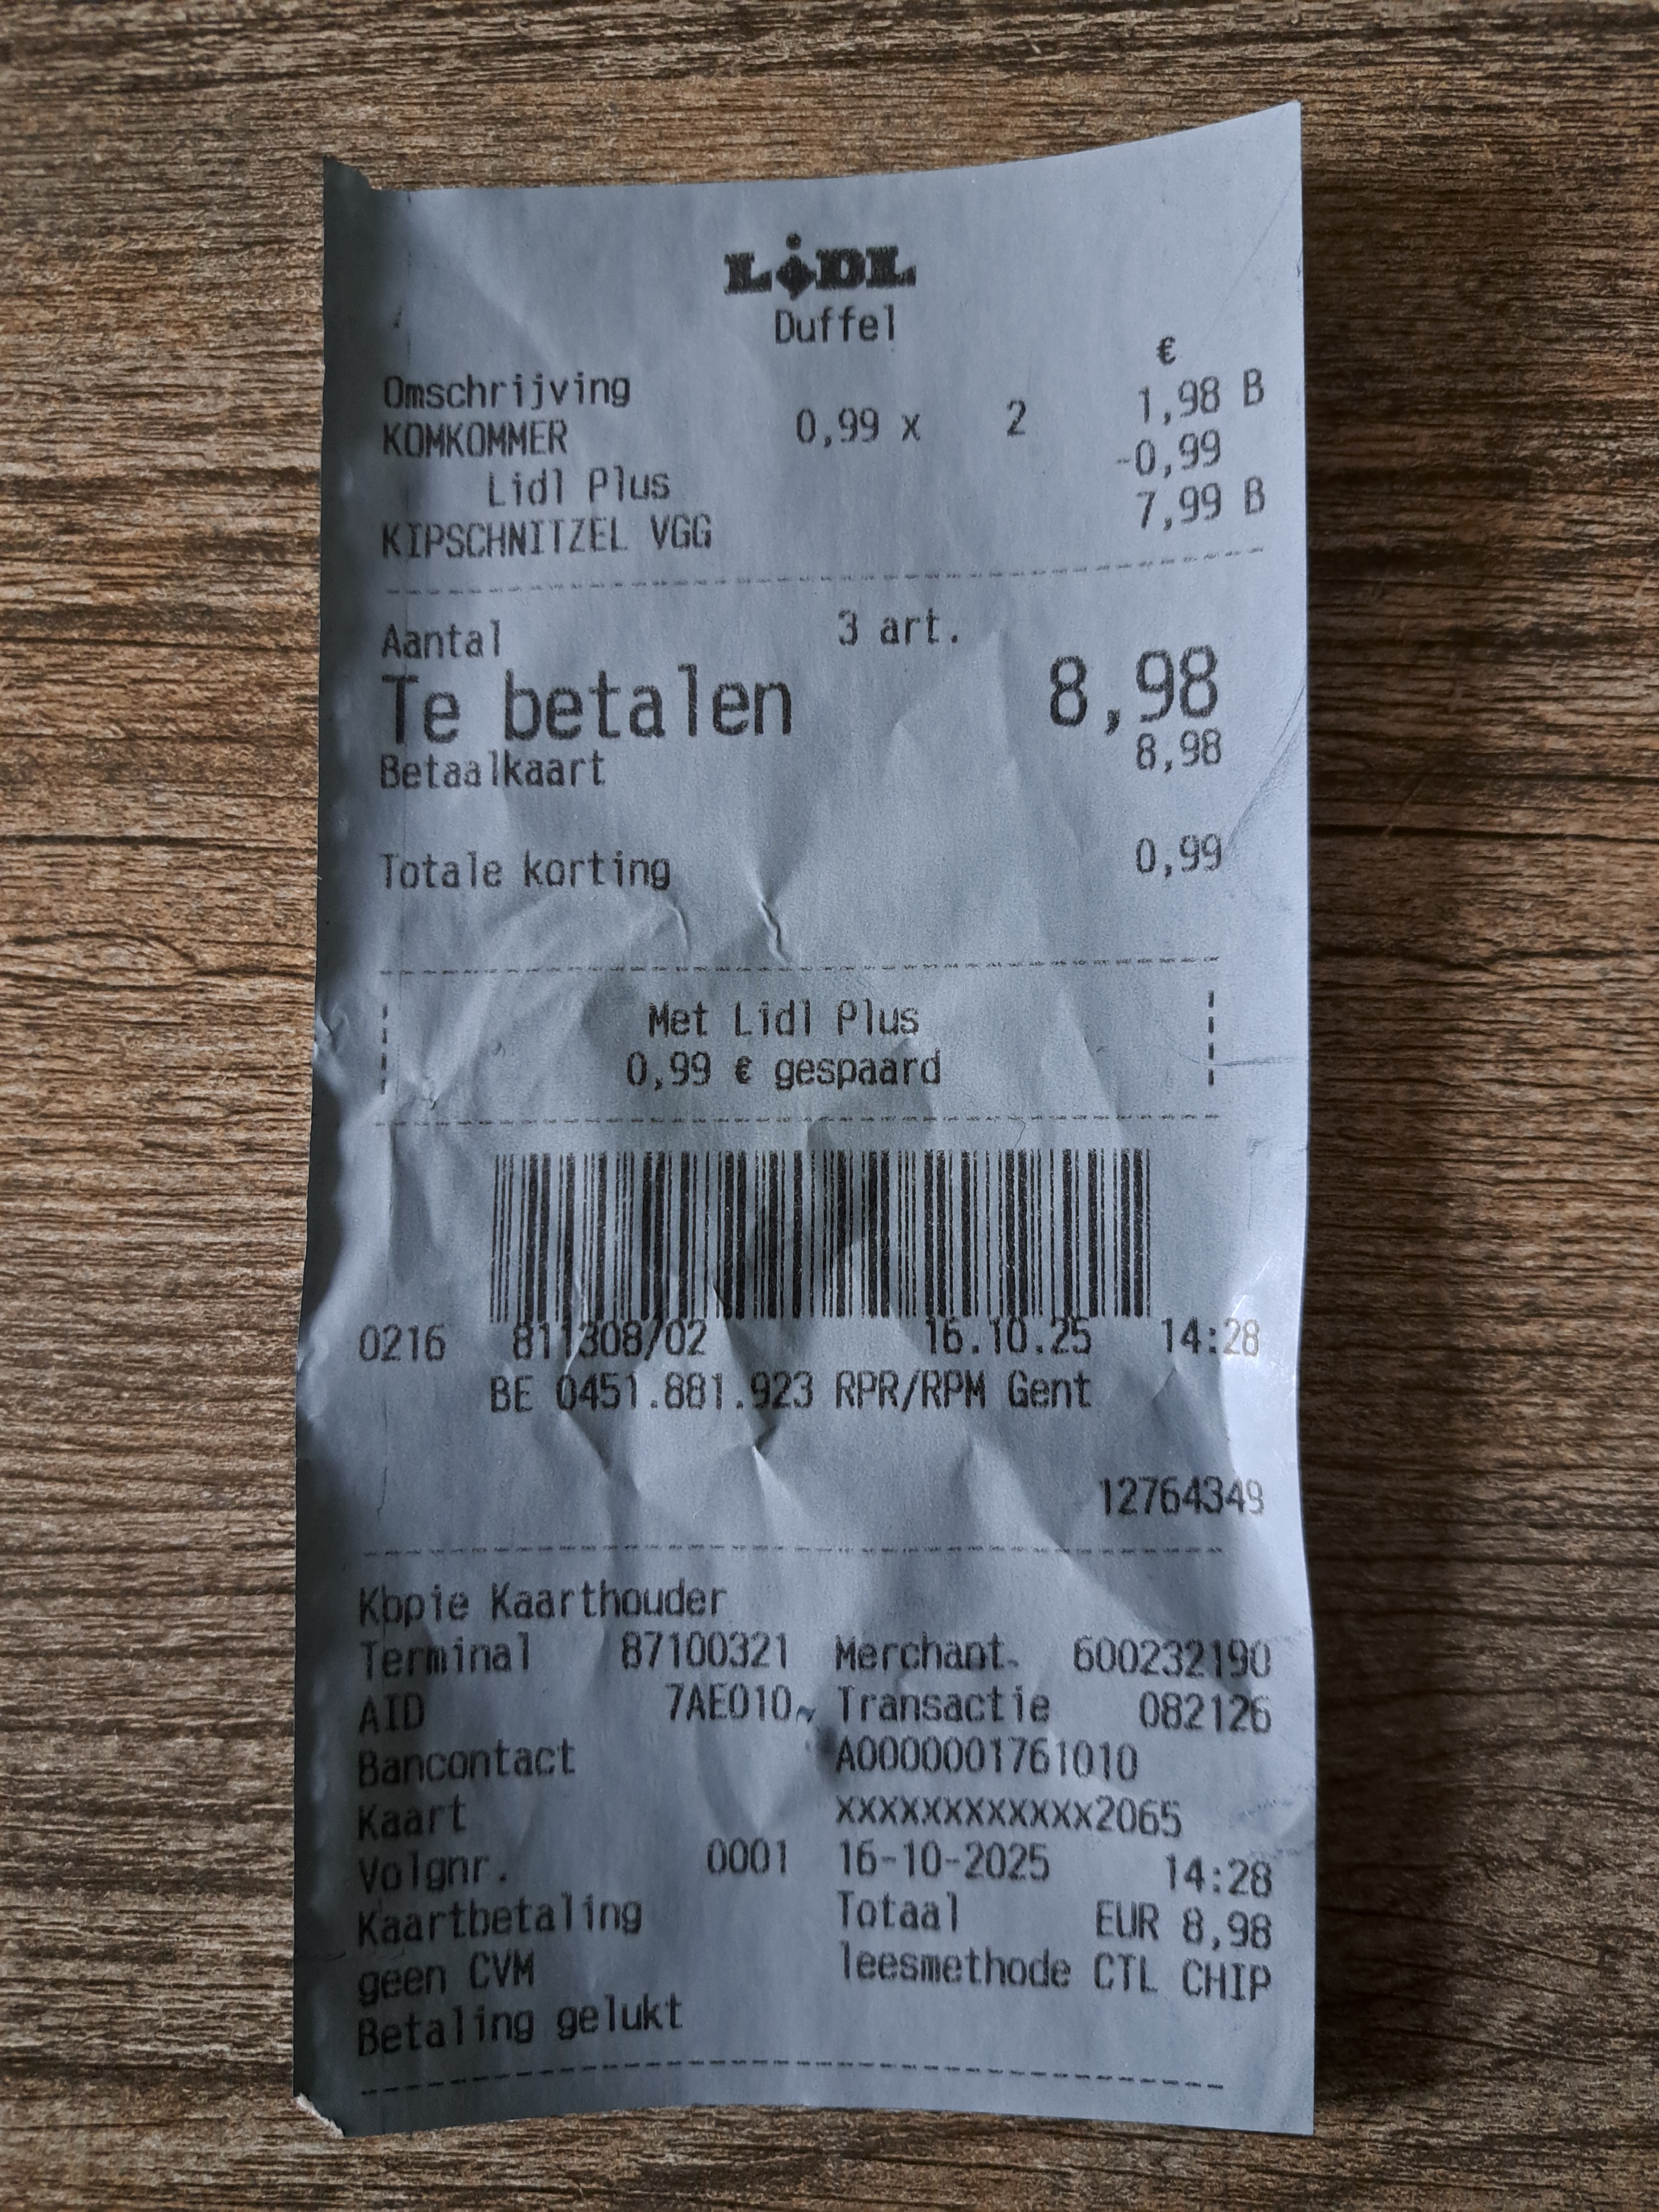 LiDL
Duffel
€
Omschrijving
KOMKOMMER 0,99 x 2 1,98 B
Lidl Plus -0,99
KIPSCHNITZEL VGG 7,99 B
Aantal 3 art.
Te betalen 8,98
Betaalkaart 8,98
Totale korting 0,99
Met Lidl Plus
0,99 € gespaard
0216 811308/02 16.10.25 14:28
BE 0451.881.923 RPR/RPM Gent
12764349
Kopie Kaarthouder
Terminal 87100321 Merchant 600232190
AID 7AE010 Transactie 082126
Bancontact A0000001761010
Kaart xxxxxxxxxxxx2065
Volgnr. 0001 16-10-2025 14:28
Kaartbetaling Totaal EUR 8,98
geen CVM leesmethode CTL CHIP
Betaling gelukt